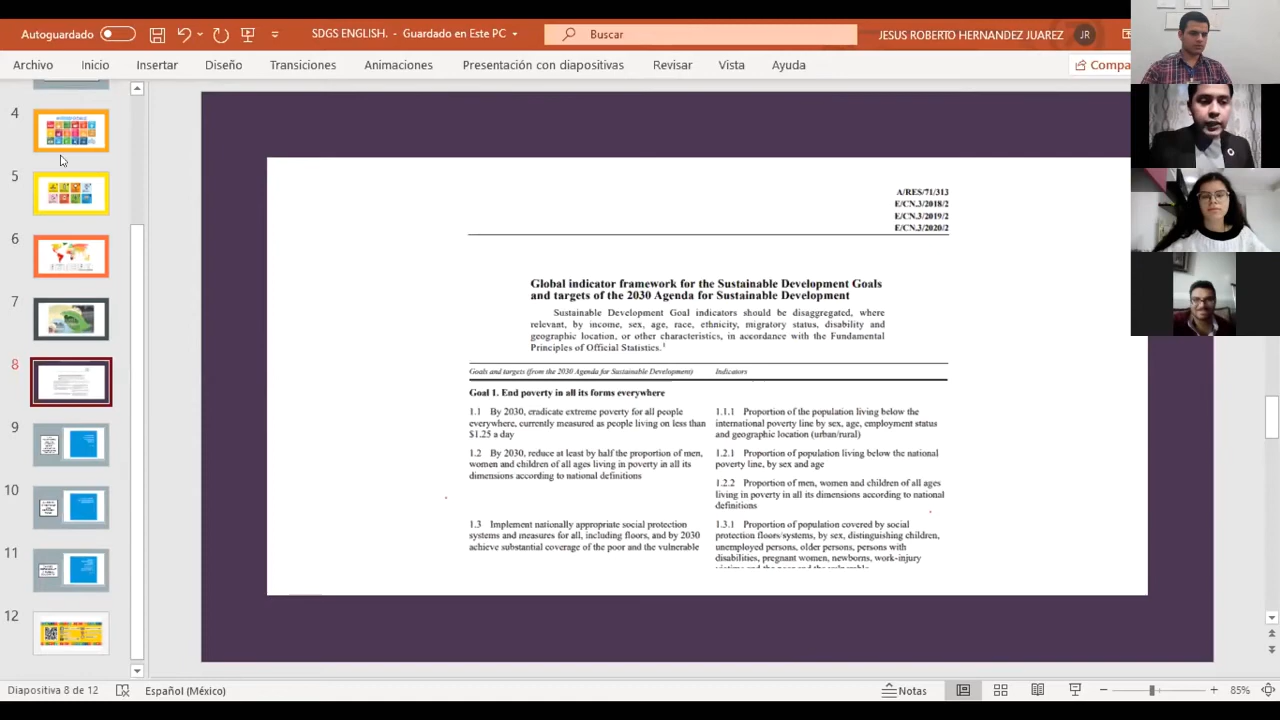 Autoguardado
SDGS ENGLISH. - Guardado en Este PC
Buscar
JESUS ROBERTO HERNANDEZ JUAREZ
JR
Archivo
Inicio
Insertar
Diseño
Transiciones
Animaciones
Presentación con diapositivas
Revisar
Vista
Ayuda
4
5
6
7
8
9
10
11
12
A/RES/71/313
E/CN.3/2018/2
E/CN.3/2019/2
E/CN.3/2020/2
Global indicator framework for the Sustainable Development Goals
and targets of the 2030 Agenda for Sustainable Development
Sustainable Development Goal indicators should be disaggregated, where
relevant, by income, sex, age, race, ethnicity, migratory status, disability and
geographic location, or other characteristics, in accordance with the Fundamental
Principles of Official Statistics.1
Goals and targets (from the 2030 Agenda for Sustainable Development)
Indicators
Goal 1. End poverty in all its forms everywhere
1.1 By 2030, eradicate extreme poverty for all people
everywhere, currently measured as people living on less than
$1.25 a day
1.1.1 Proportion of the population living below the
international poverty line by sex, age, employment status
and geographic location (urban/rural)
1.2 By 2030, reduce at least by half the proportion of men,
women and children of all ages living in poverty in all its
dimensions according to national definitions
1.2.1 Proportion of population living below the national
poverty line, by sex and age
1.2.2 Proportion of men, women and children of all ages
living in poverty in all its dimensions according to national
definitions
1.3 Implement nationally appropriate social protection
systems and measures for all, including floors, and by 2030
achieve substantial coverage of the poor and the vulnerable
1.3.1 Proportion of population covered by social
protection floors/systems, by sex, distinguishing children,
unemployed persons, older persons, persons with
disabilities, pregnant women, newborns, work-injury
Diapositiva 8 de 12
Español (México)
Notas
85%